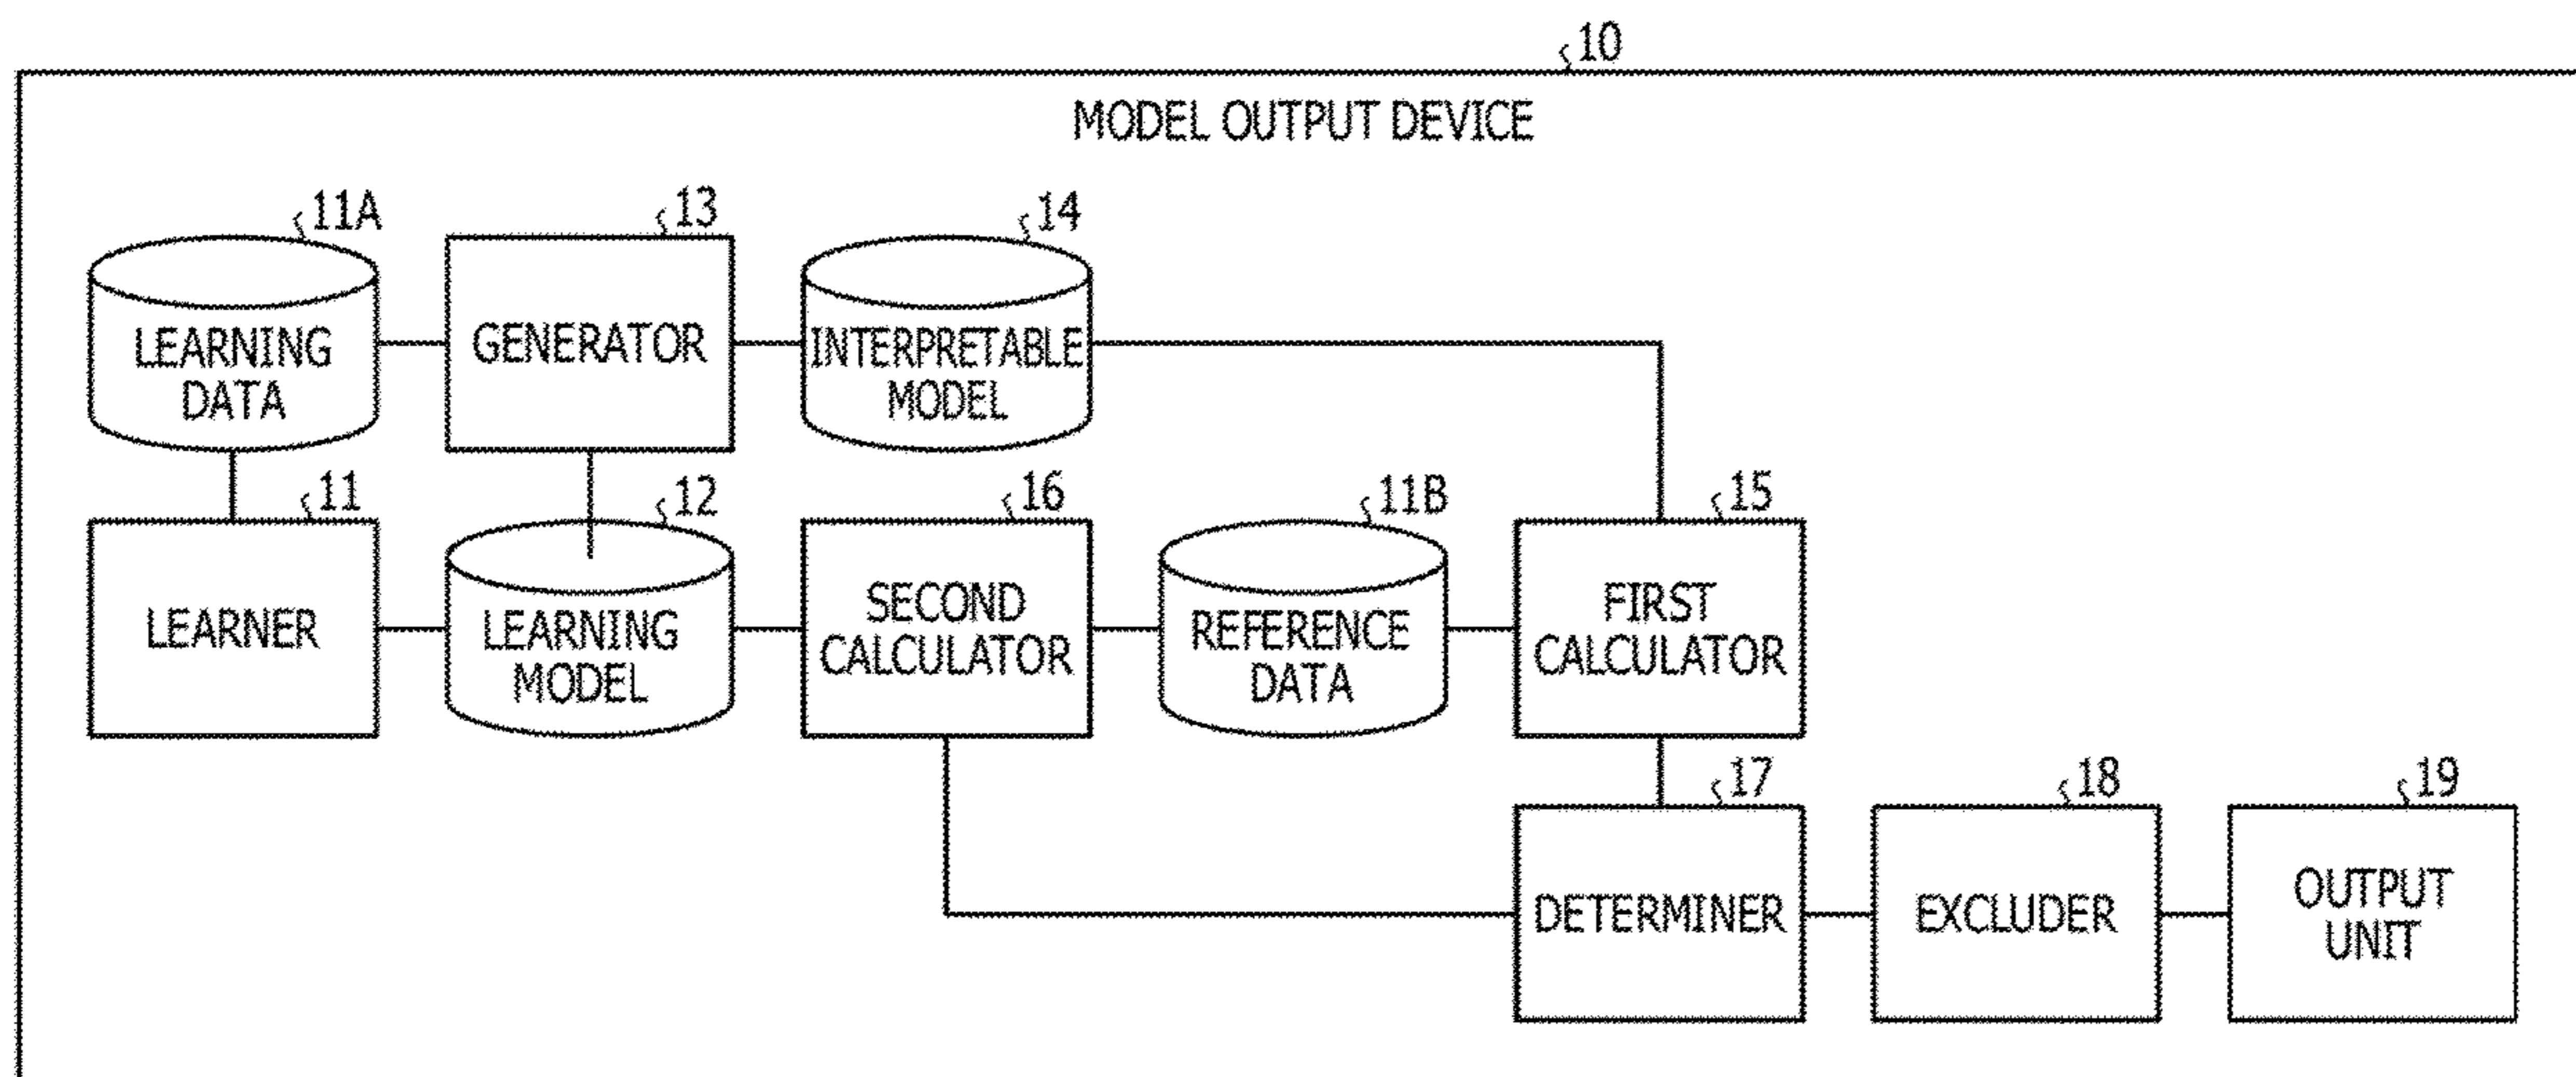 10
MODEL OUTPUT DEVICE
11A
13
14
LEARNING
DATA
GENERATOR
INTERPRETABLE
MODEL
11
12
16
11B
15
LEARNER
LEARNING
MODEL
SECOND
CALCULATOR
REFERENCE
DATA
FIRST
CALCULATOR
17
18
19
DETERMINER
EXCLUDER
OUTPUT
UNIT